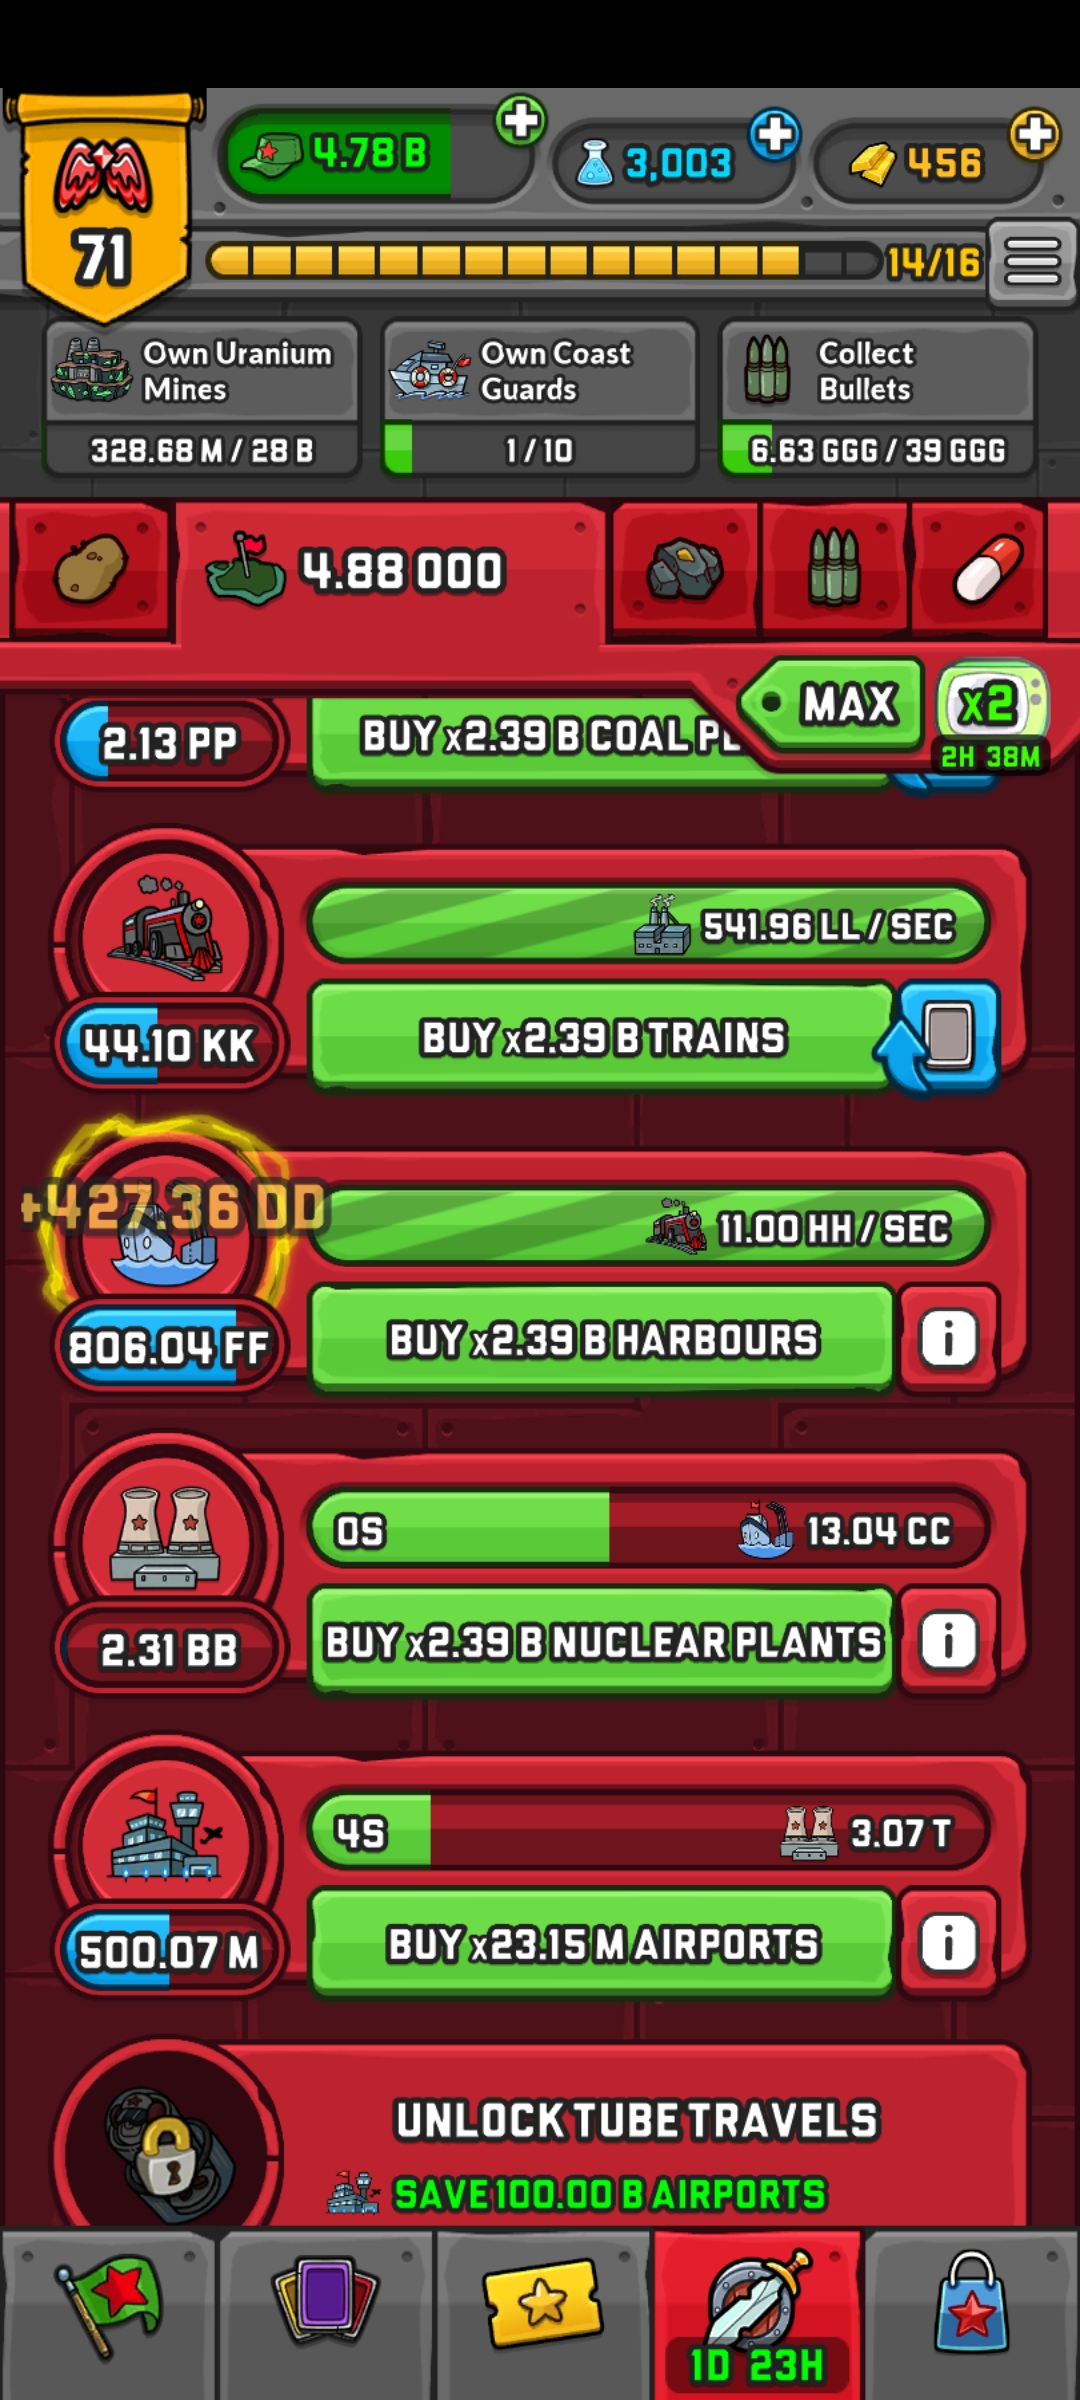 71
4.78 B
3,003
456
14/16
Own Uranium
Mines
328.68 M / 28 B
Own Coast
Guards
1 / 10
Collect
Bullets
6.63 GGG / 39 GGG
4.88 OOO
MAX
x2
2H 38M
2.13 PP
BUY x2.39 B COAL PL
541.96 LL / SEC
44.10 KK
BUY x2.39 B TRAINS
+427.36 DD
11.00 HH / SEC
806.04 FF
BUY x2.39 B HARBOURS
i
0S
13.04 CC
2.31 BB
BUY x2.39 B NUCLEAR PLANTS
i
4S
3.07 T
500.07 M
BUY x23.15 M AIRPORTS
i
UNLOCK TUBE TRAVELS
SAVE 100.00 B AIRPORTS
1D 23H